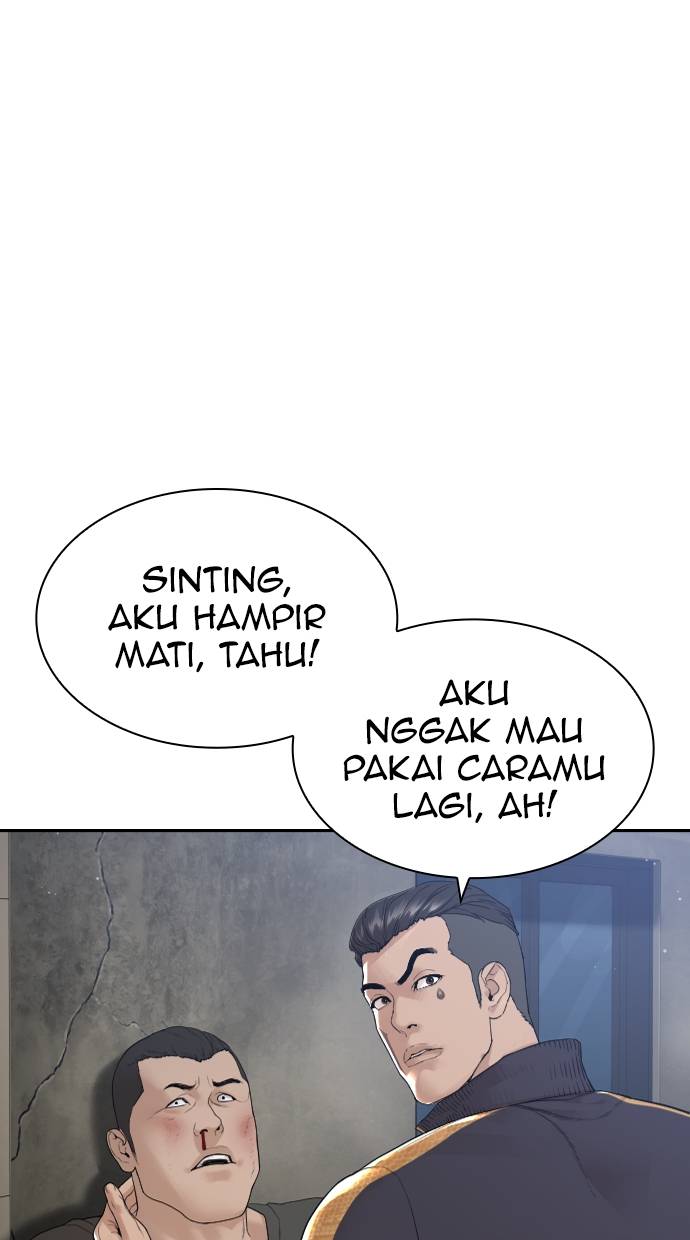 SINTING,
AKU HAMPIR
MATI, TAHU!
AKU
NGGAK MAU
PAKAI CARAMU
LAGI, AH!